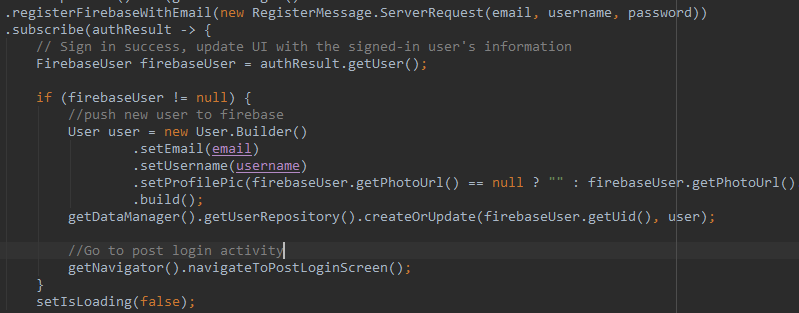 .registerFirebaseWithEmail(new RegisterMessage.ServerRequest(email, username, password))
.subscribe(authResult -> {
// Sign in success, update UI with the signed-in user's information
FirebaseUser firebaseUser = authResult.getUser();
if (firebaseUser != null) {
//push new user to firebase
User user = new User.Builder()
.setEmail(email)
.setUsername(username)
.setProfilePic(firebaseUser.getPhotoUrl() == null ? "" : firebaseUser.getPhotoUrl()
.build();
getDataManager().getUserRepository().createOrUpdate(firebaseUser.getUid(), user);
//Go to post login activity
getNavigator().navigateToPostLoginScreen();
}
setIsLoading(false);